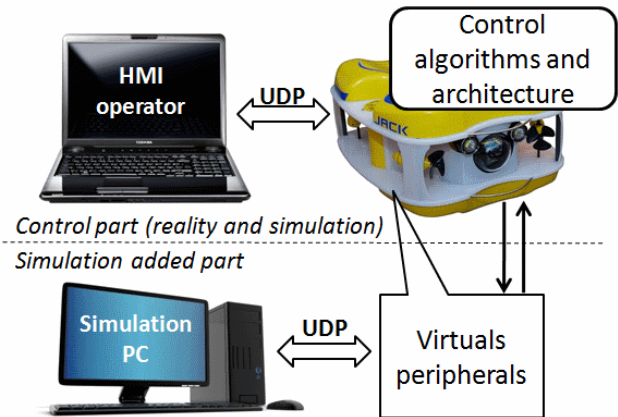 HMI
operator
UDP
Control
algorithms and
architecture
JACK
TOSHIBA
Control part (reality and simulation)
Simulation added part
Simulation
PC
UDP
Virtuals
peripherals